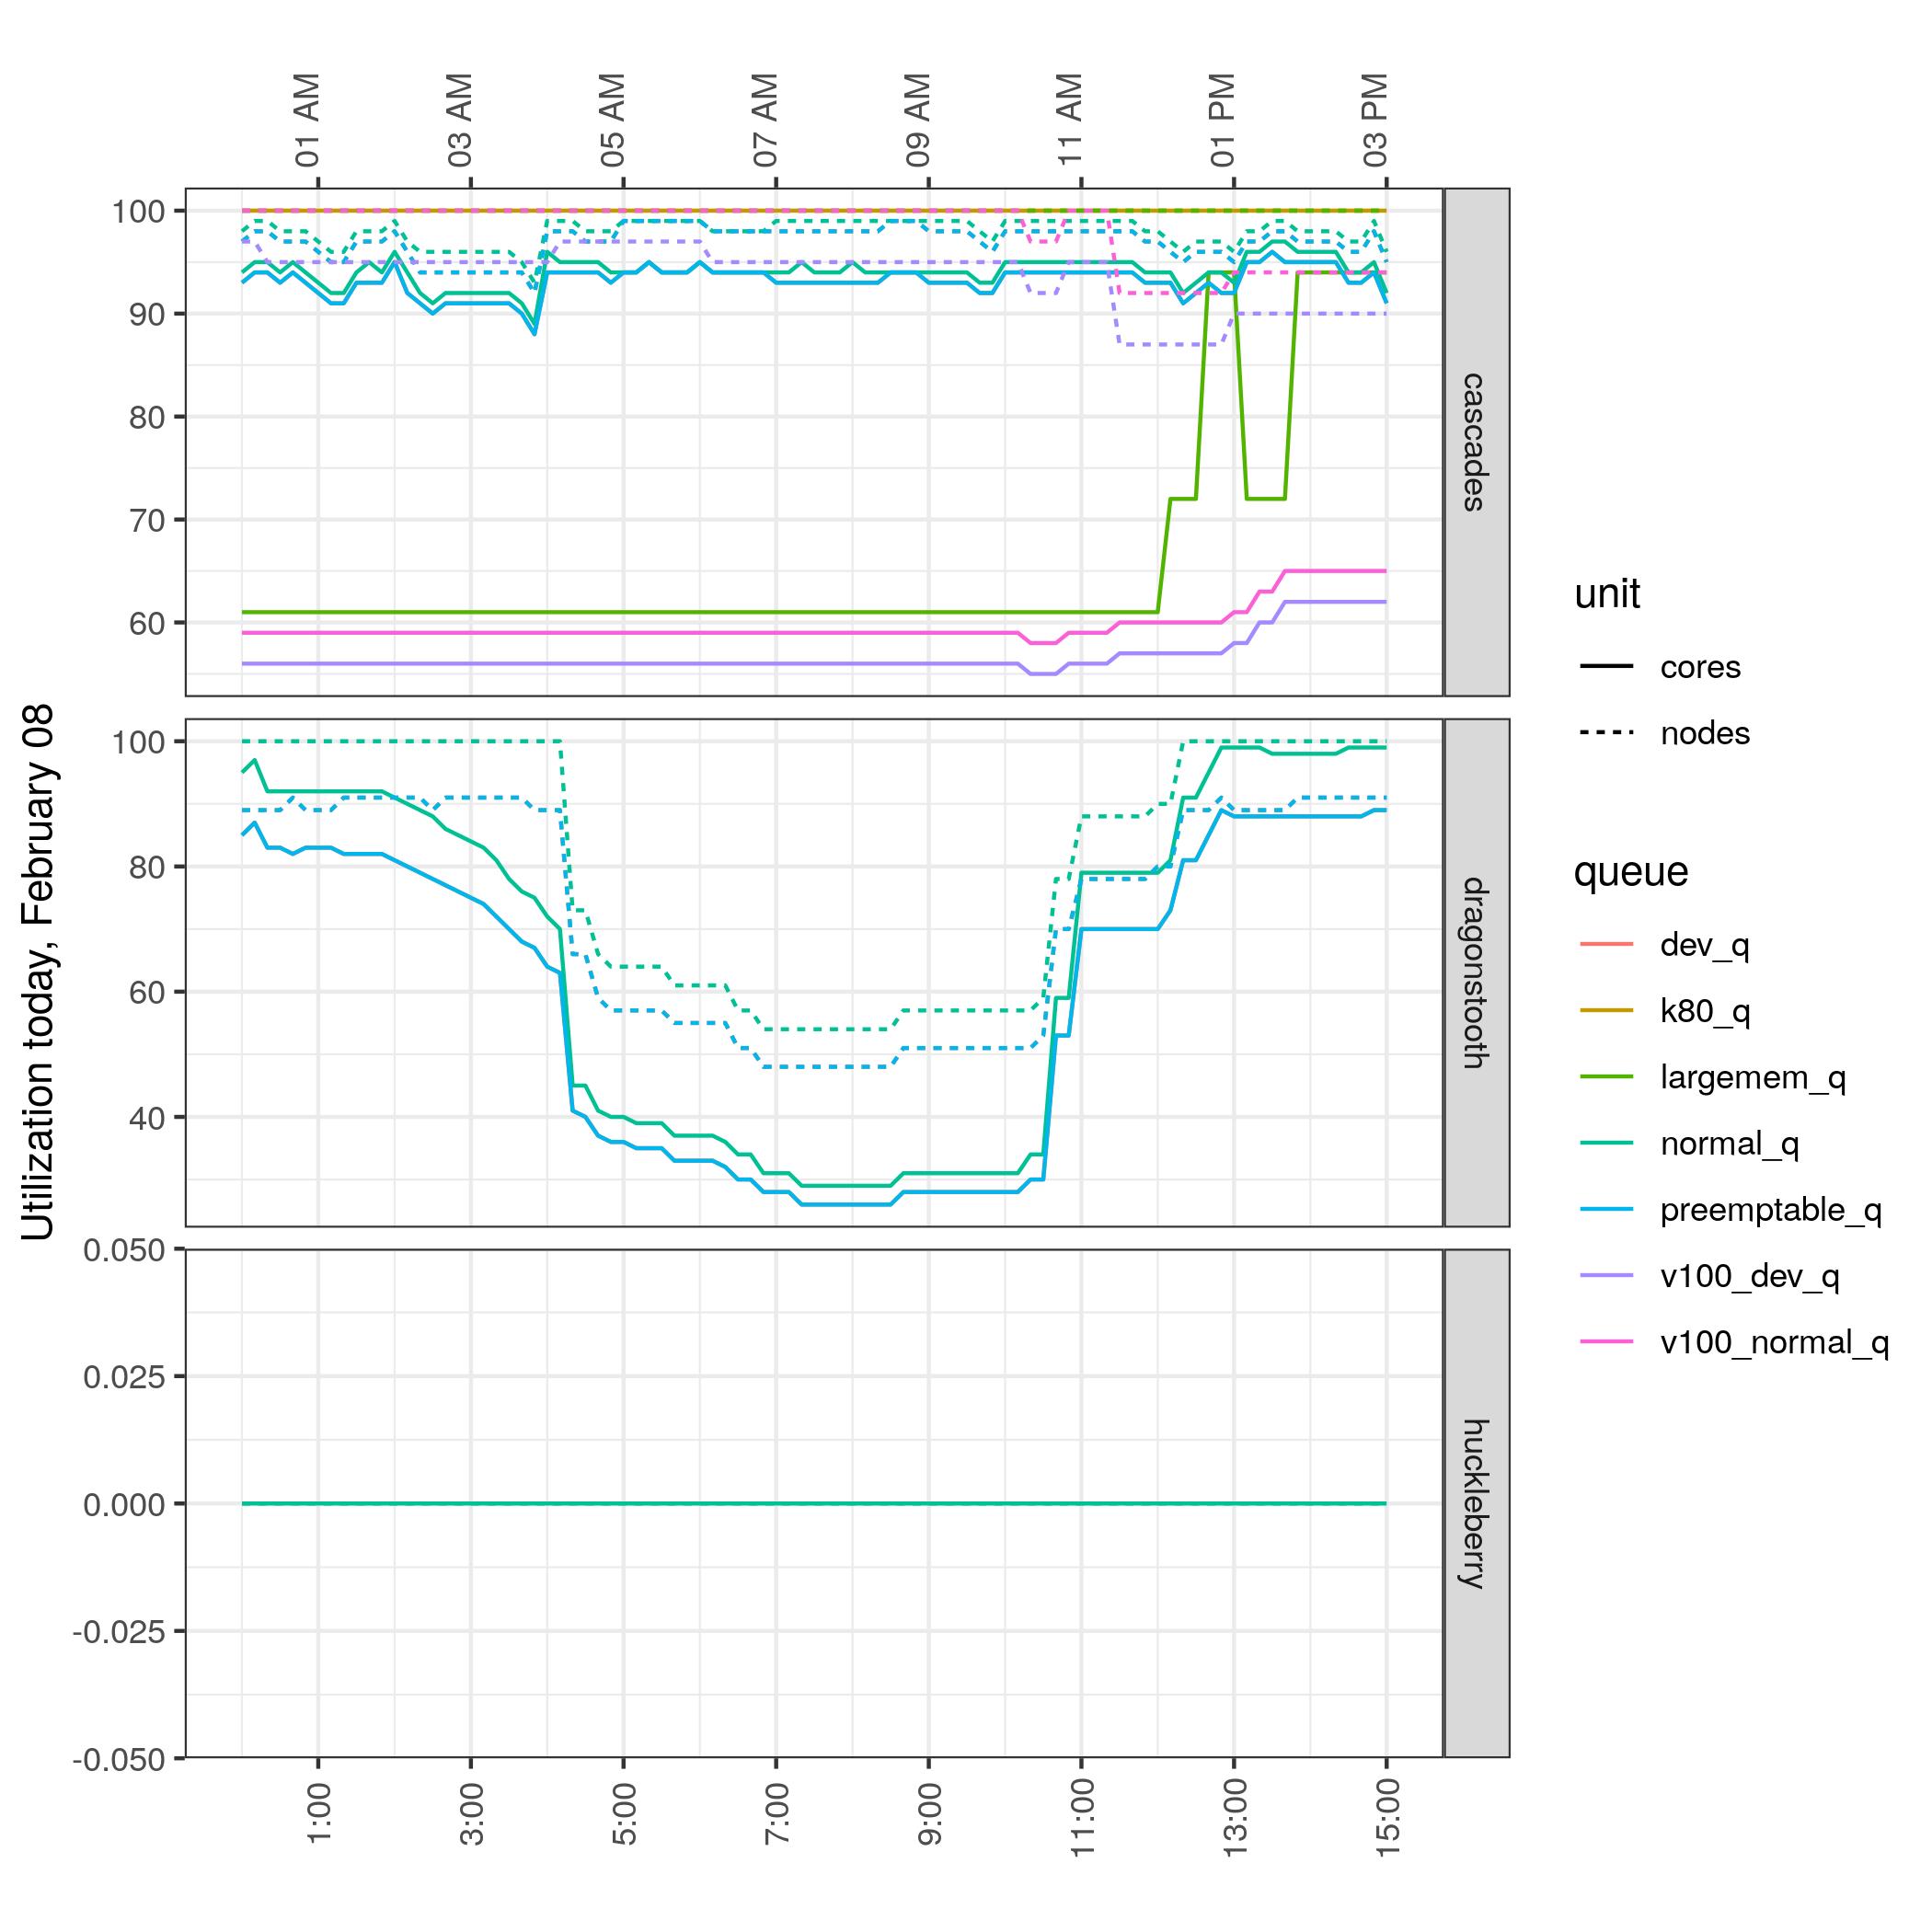 01 AM
03 AM
05 AM
07 AM
09 AM
11 AM
01 PM
03 PM
Utilization today, February 08
100
90
80
70
60
cascades
100
80
60
40
dragonstooth
0.050
0.025
0.000
-0.025
-0.050
huckleberry
1:00
3:00
5:00
7:00
9:00
11:00
13:00
15:00
unit
cores
nodes
queue
dev_q
k80_q
largemem_q
normal_q
preemptable_q
v100_dev_q
v100_normal_q